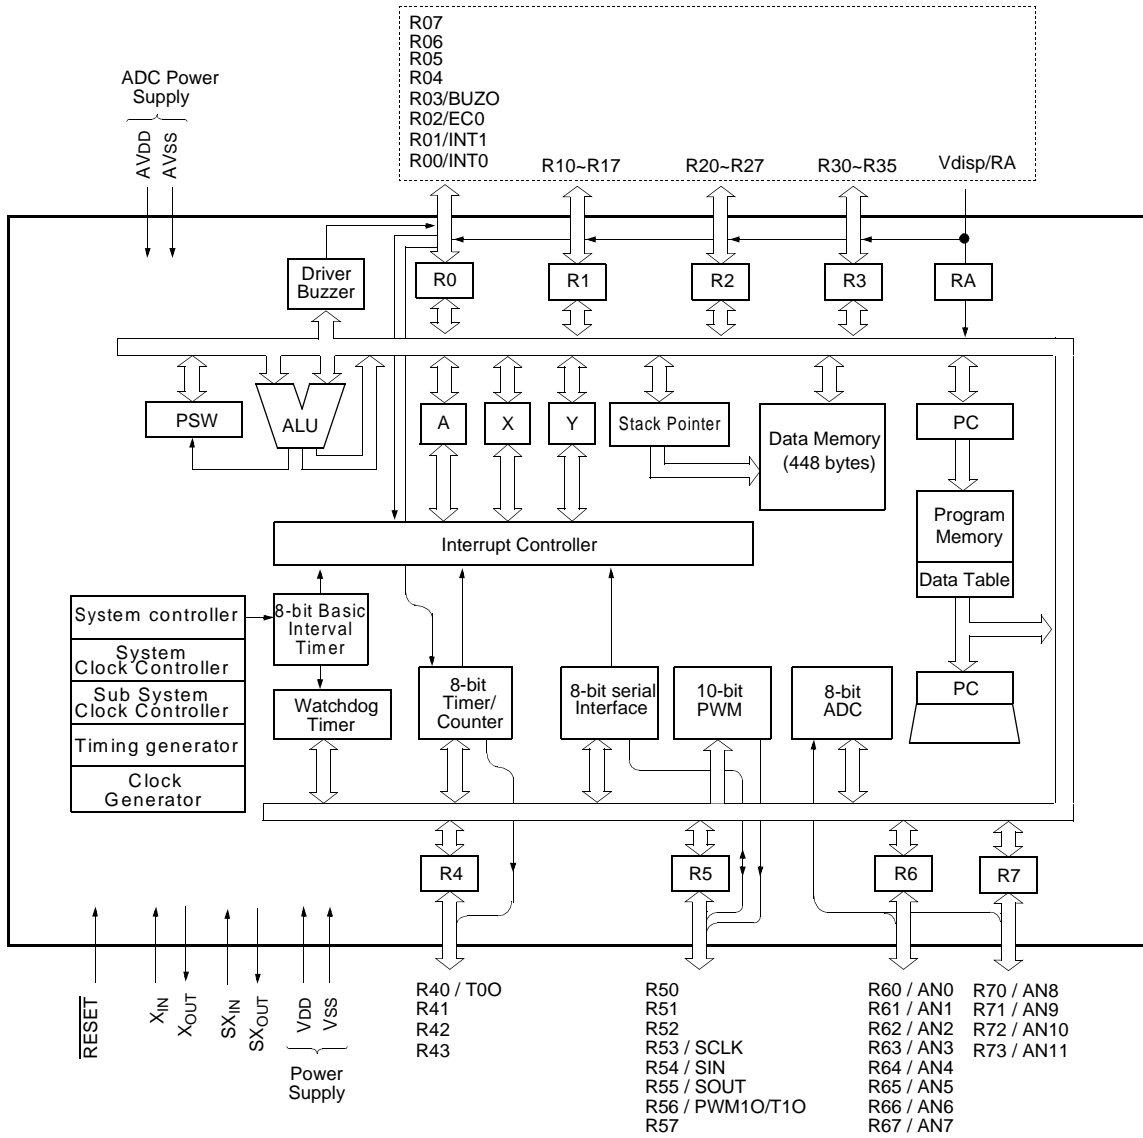 R07
R06
R05
R04
R03/BUZO
R02/EC0
R01/INT1
R00/INT0
R10~R17
R20~R27
R30~R35
Vdisp/RA
ADC Power
Supply
AVDD
AVSS
Driver
Buzzer
R0
R1
R2
R3
RA
PSW
ALU
A
X
Y
Stack Pointer
Data Memory
(448 bytes)
PC
Program
Memory
Data Table
PC
Interrupt Controller
System controller
System
Clock Controller
Sub System
Clock Controller
Timing generator
Clock
Generator
8-bit Basic
Interval
Timer
Watchdog
Timer
8-bit
Timer/
Counter
8-bit serial
Interface
10-bit
PWM
8-bit
ADC
R4
R5
R6
R7
RESET
XIN
XOUT
SXIN
SXOUT
VDD
VSS
Power
Supply
R40 / T0O
R41
R42
R43
R50
R51
R52
R53 / SCLK
R54 / SIN
R55 / SOUT
R56 / PWM1O/T1O
R57
R60 / AN0
R61 / AN1
R62 / AN2
R63 / AN3
R64 / AN4
R65 / AN5
R66 / AN6
R67 / AN7
R70 / AN8
R71 / AN9
R72 / AN10
R73 / AN11